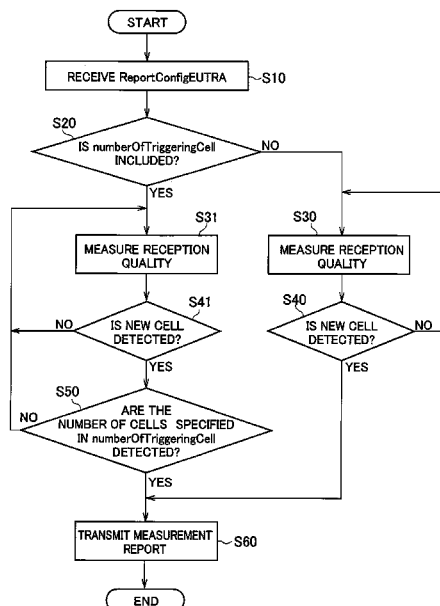 START
RECEIVE ReportConfigEUTRA
S10
S20
IS numberOfTriggeringCell
INCLUDED?
NO
YES
S31
MEASURE RECEPTION
QUALITY
S30
MEASURE RECEPTION
QUALITY
S41
NO
IS NEW CELL
DETECTED?
YES
S40
IS NEW CELL
DETECTED?
NO
YES
S50
NO
ARE THE
NUMBER OF CELLS SPECIFIED
IN numberOfTriggeringCell
DETECTED?
YES
TRANSMIT MEASUREMENT
REPORT
S60
END